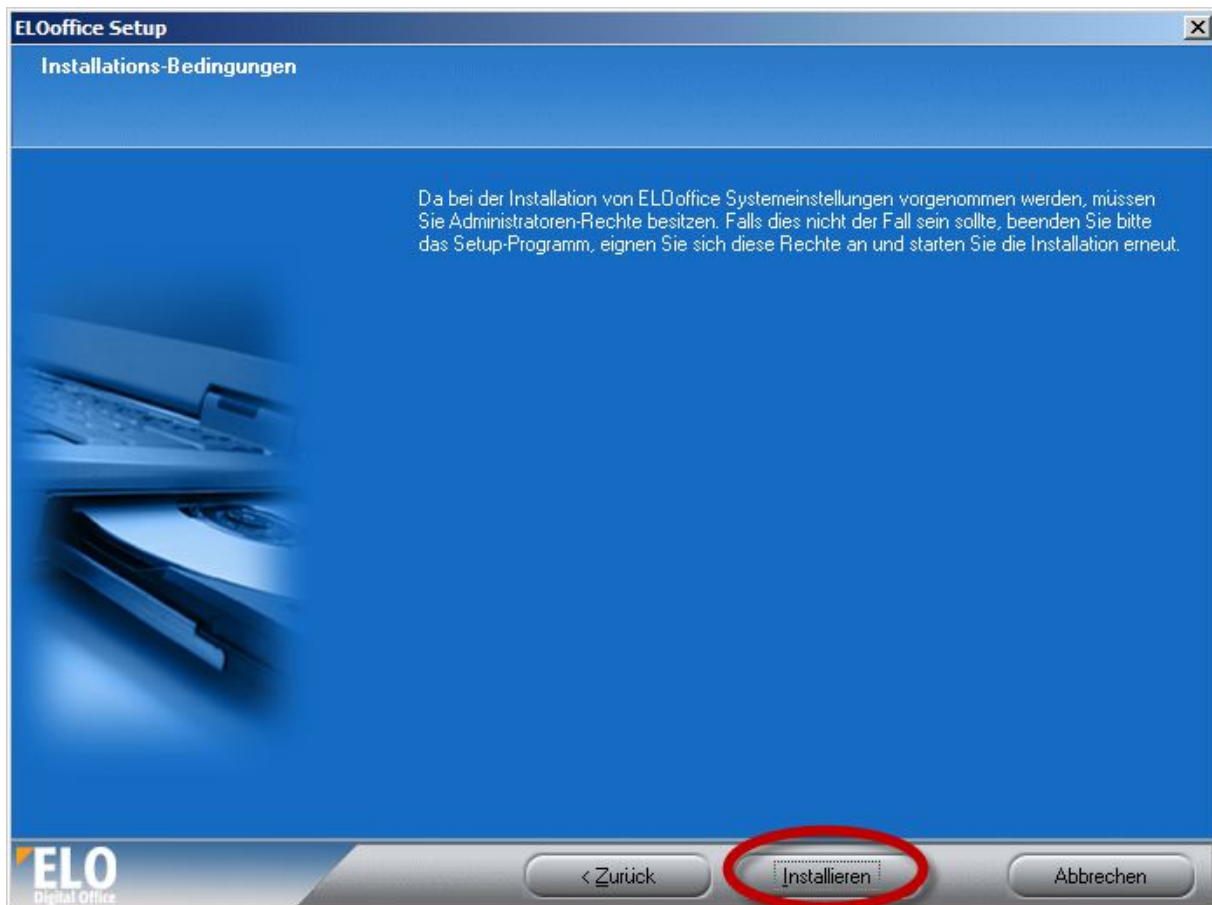 ELOoffice Setup
Installations-Bedingungen
Da bei der Installation von ELOoffice Systemeinstellungen vorgenommen werden, müssen
Sie Administratoren-Rechte besitzen. Falls dies nicht der Fall sein sollte, beenden Sie bitte
das Setup-Programm, eignen Sie sich diese Rechte an und starten Sie die Installation erneut.
ELO
Digital Office
< Zurück
Installieren
Abbrechen